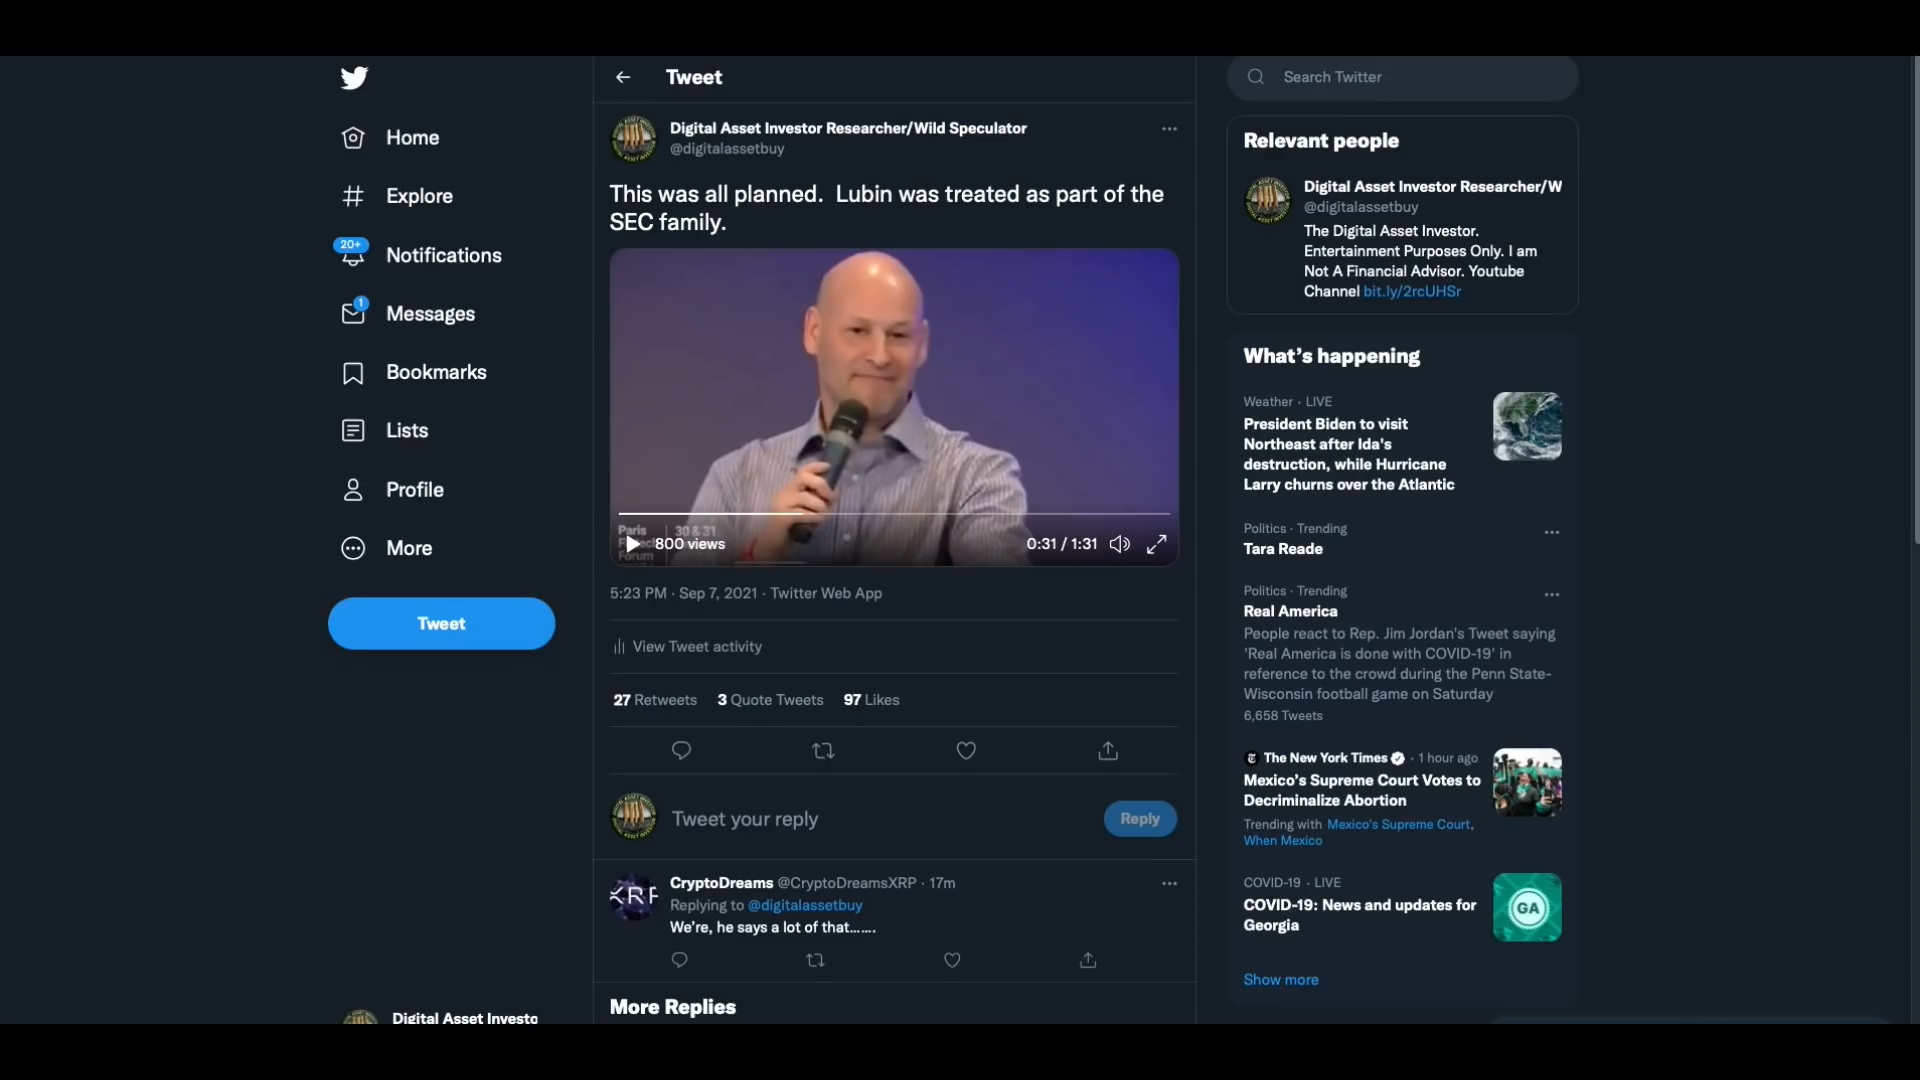 Home
Explore
20+
Notifications
1
Messages
Bookmarks
Lists
Profile
More
Tweet
Digital Asset Investo
Tweet
Digital Asset Investor Researcher/Wild Speculator
@digitalassetbuy
This was all planned.  Lubin was treated as part of the
SEC family.
Paris
30 & 31
Forum
800 views
0:31 / 1:31
5:23 PM · Sep 7, 2021 · Twitter Web App
View Tweet activity
27 Retweets 3 Quote Tweets 97 Likes
Tweet your reply
Reply
CryptoDreams @CryptoDreamsXRP · 17m
Replying to @digitalassetbuy
We're, he says a lot of that.......
More Replies
Search Twitter
Relevant people
Digital Asset Investor Researcher/W
@digitalassetbuy
The Digital Asset Investor.
Entertainment Purposes Only. I am
Not A Financial Advisor. Youtube
Channel bit.ly/2rcUHSr
What's happening
Weather · LIVE
President Biden to visit
Northeast after Ida's
destruction, while Hurricane
Larry churns over the Atlantic
Politics · Trending
Tara Reade
Politics · Trending
Real America
People react to Rep. Jim Jordan's Tweet saying
'Real America is done with COVID-19' in
reference to the crowd during the Penn State-
Wisconsin football game on Saturday
6,658 Tweets
The New York Times · 1 hour ago
Mexico's Supreme Court Votes to
Decriminalize Abortion
Trending with Mexico's Supreme Court,
When Mexico
COVID-19 · LIVE
COVID-19: News and updates for
Georgia
GA
Show more